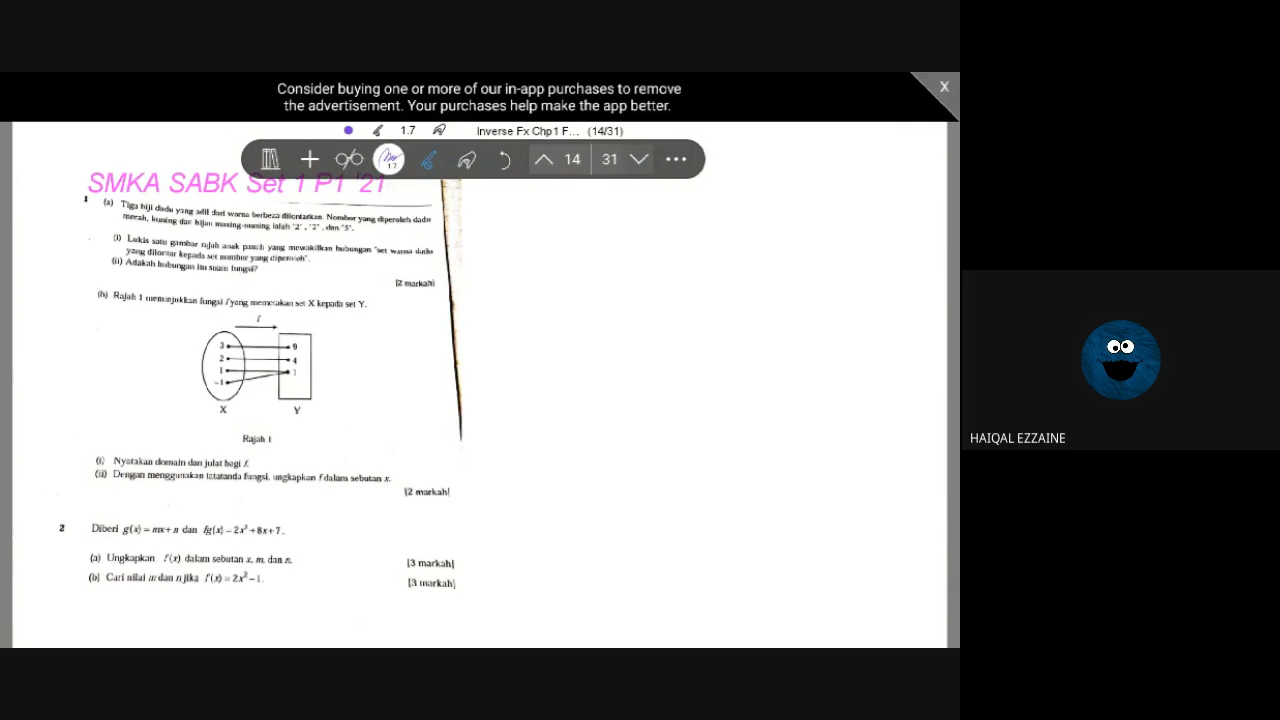 Consider buying one or more of our in-app purchases to remove
the advertisement. Your purchases help make the app better.
X
1.7 Inverse Fx Chp1 F... (14/31)
1.7 14 31
SMKA SABK Set 1 P1 '21
1 (a) Tiga biji dadu yang adil dari warna berbeza dilontarkan. Nombor yang diperoleh dadu
merah, kuning dan hijau masing-masing ialah "2", "2", dan "5".
(i) Lukis satu gambar rajah anak panah yang mewakilkan hubungan "set warna dadu
yang dilontar kepada set nombor yang diperoleh".
(ii) Adakah hubungan ini suatu fungsi?
[2 markah]
(b) Rajah 1 menunjukkan fungsi f yang memetakan set X kepada set Y.
f
3 9
2 4
1 1
−1
X Y
Rajah 1
(i) Nyatakan domain dan julat bagi f.
(ii) Dengan menggunakan tatatanda fungsi, ungkapkan f dalam sebutan x.
[2 markah]
2 Diberi g(x) = mx + n dan fg(x) = 2x² + 8x + 7.
(a) Ungkapkan f(x) dalam sebutan x, m, dan n. [3 markah]
(b) Cari nilai m dan n jika f(x) = 2x² − 1. [3 markah]
HAIQAL EZZAINE